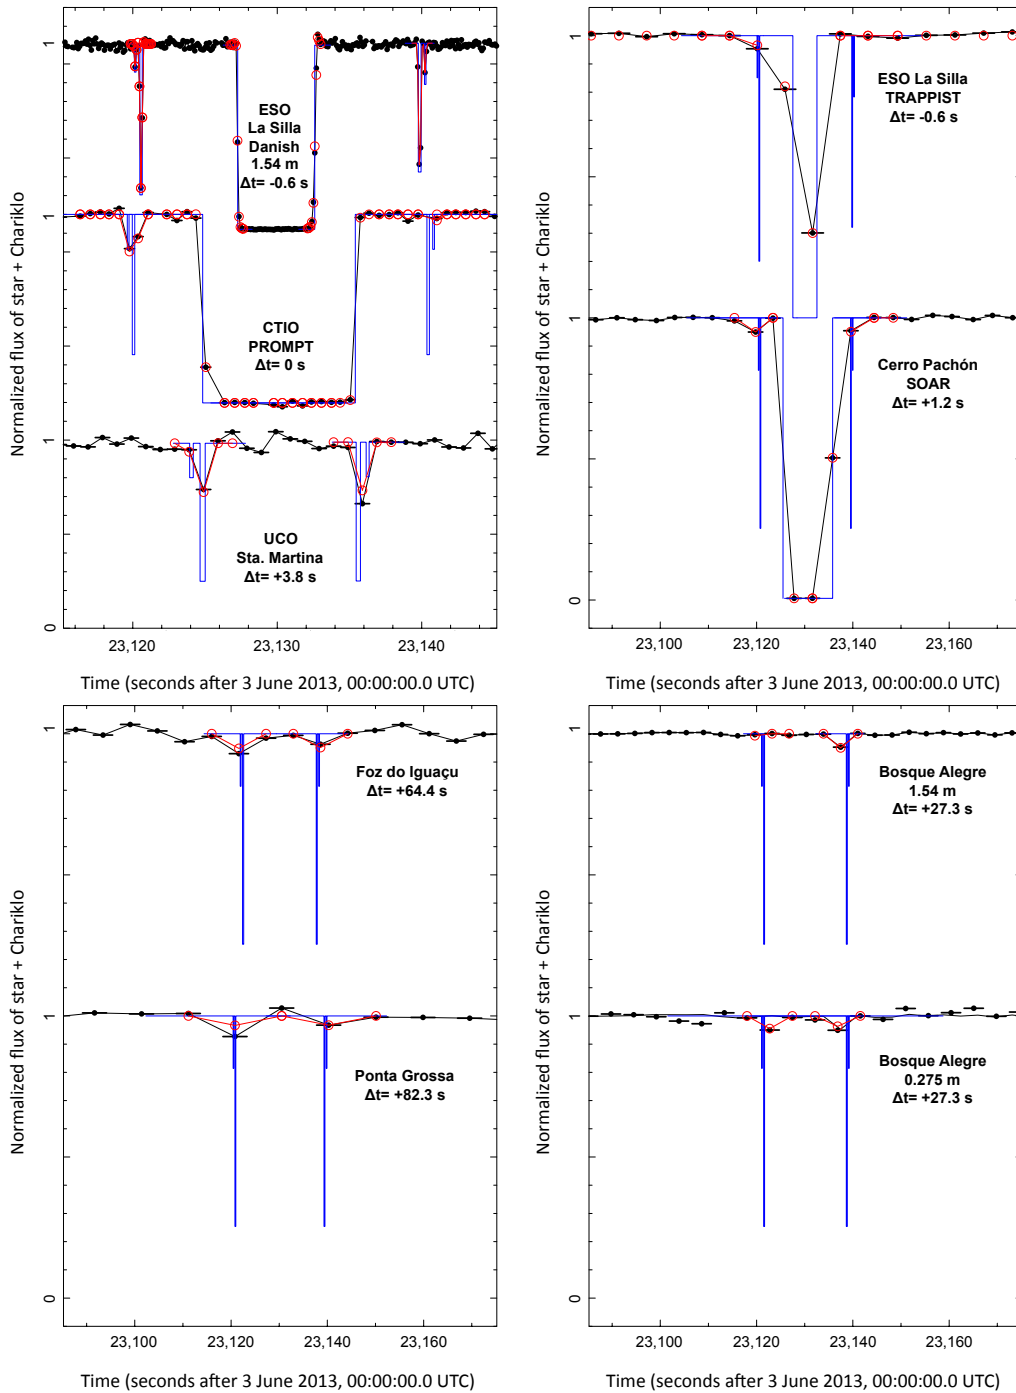 Normalized flux of star + Chariklo
1
1
1
0
ESO
La Silla
Danish
1.54 m
Δt= -0.6 s
CTIO
PROMPT
Δt= 0 s
UCO
Sta. Martina
Δt= +3.8 s
23,120
23,130
23,140
Time (seconds after 3 June 2013, 00:00:00.0 UTC)
Normalized flux of star + Chariklo
1
1
0
ESO La Silla
TRAPPIST
Δt= -0.6 s
Cerro Pachón
SOAR
Δt= +1.2 s
23,100
23,120
23,140
23,160
Time (seconds after 3 June 2013, 00:00:00.0 UTC)
Normalized flux of star + Chariklo
1
1
0
Foz do Iguaçu
Δt= +64.4 s
Ponta Grossa
Δt= +82.3 s
23,100
23,120
23,140
23,160
Time (seconds after 3 June 2013, 00:00:00.0 UTC)
Normalized flux of star + Chariklo
1
1
0
Bosque Alegre
1.54 m
Δt= +27.3 s
Bosque Alegre
0.275 m
Δt= +27.3 s
23,100
23,120
23,140
23,160
Time (seconds after 3 June 2013, 00:00:00.0 UTC)